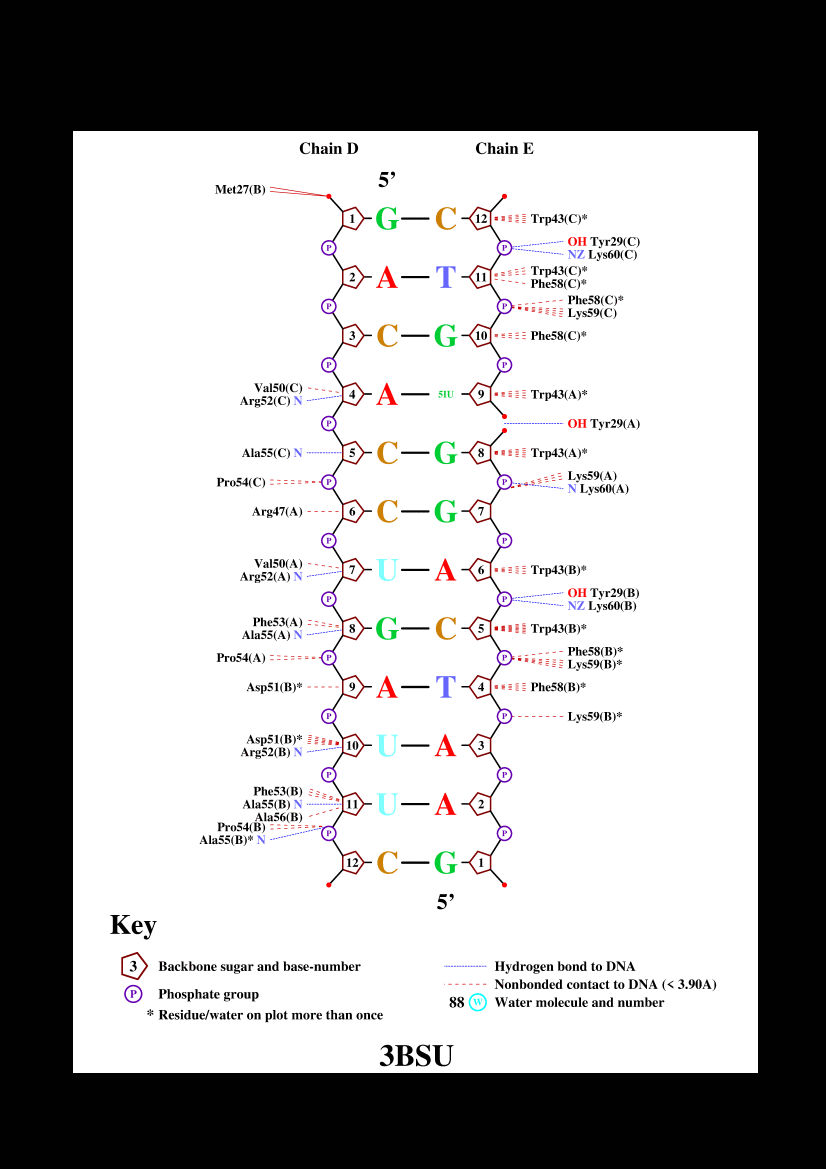 Chain D Chain E
5’
Met27(B)
1 G C 12 Trp43(C)*
P P OH Tyr29(C)
NZ Lys60(C)
Trp43(C)*
2 A T 11
Phe58(C)*
P P Phe58(C)*
Lys59(C)
3 C G 10 Phe58(C)*
P P
Val50(C)
4 A 5IU 9 Trp43(A)*
Arg52(C) N
P OH Tyr29(A)
Ala55(C) N 5 C G 8 Trp43(A)*
Lys59(A)
Pro54(C) P P
N Lys60(A)
Arg47(A) 6 C G 7
P P
Val50(A)
7 U A 6 Trp43(B)*
Arg52(A) N
P P OH Tyr29(B)
NZ Lys60(B)
Phe53(A)
8 G C 5 Trp43(B)*
Ala55(A) N
Phe58(B)*
Pro54(A) P P
Lys59(B)*
Asp51(B)* 9 A T 4 Phe58(B)*
P P Lys59(B)*
Asp51(B)*
10 U A 3
Arg52(B) N
P P
Phe53(B)
Ala55(B) N 11 U A 2
Ala56(B)
Pro54(B)
P P
Ala55(B)* N
12 C G 1
5’
Key
3 Backbone sugar and base-number
P Phosphate group
* Residue/water on plot more than once
Hydrogen bond to DNA
Nonbonded contact to DNA (< 3.90A)
88 W Water molecule and number
3BSU